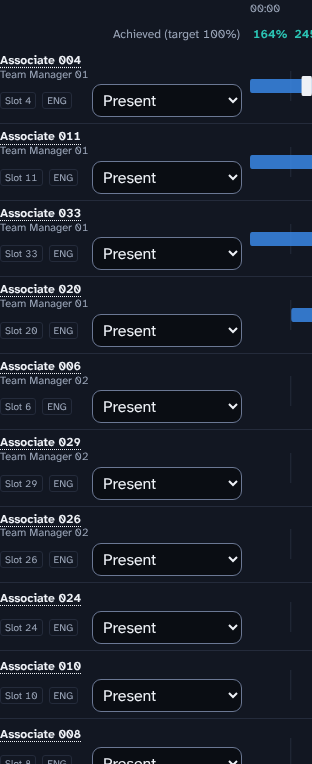 00:00
Achieved (target 100%) 164% 245
Associate 004
Team Manager 01
Slot 4 ENG Present
Associate 011
Team Manager 01
Slot 11 ENG Present
Associate 033
Team Manager 01
Slot 33 ENG Present
Associate 020
Team Manager 01
Slot 20 ENG Present
Associate 006
Team Manager 02
Slot 6 ENG Present
Associate 029
Team Manager 02
Slot 29 ENG Present
Associate 026
Team Manager 02
Slot 26 ENG Present
Associate 024
Slot 24 ENG Present
Associate 010
Slot 10 ENG Present
Associate 008
Slot 8 ENG Present